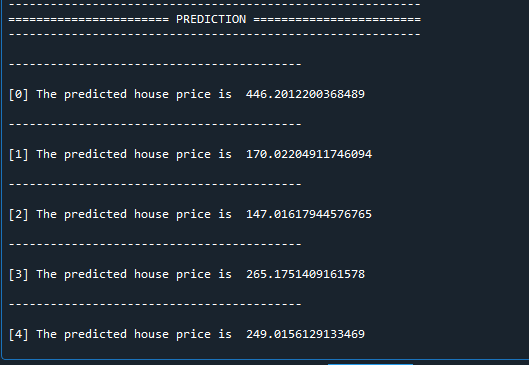 -----------------------------------------------------------
======================= PREDICTION ========================
-----------------------------------------------------------
------------------------------------------
[0] The predicted house price is  446.2012200368489
------------------------------------------
[1] The predicted house price is  170.02204911746094
------------------------------------------
[2] The predicted house price is  147.01617944576765
------------------------------------------
[3] The predicted house price is  265.1751409161578
------------------------------------------
[4] The predicted house price is  249.0156129133469